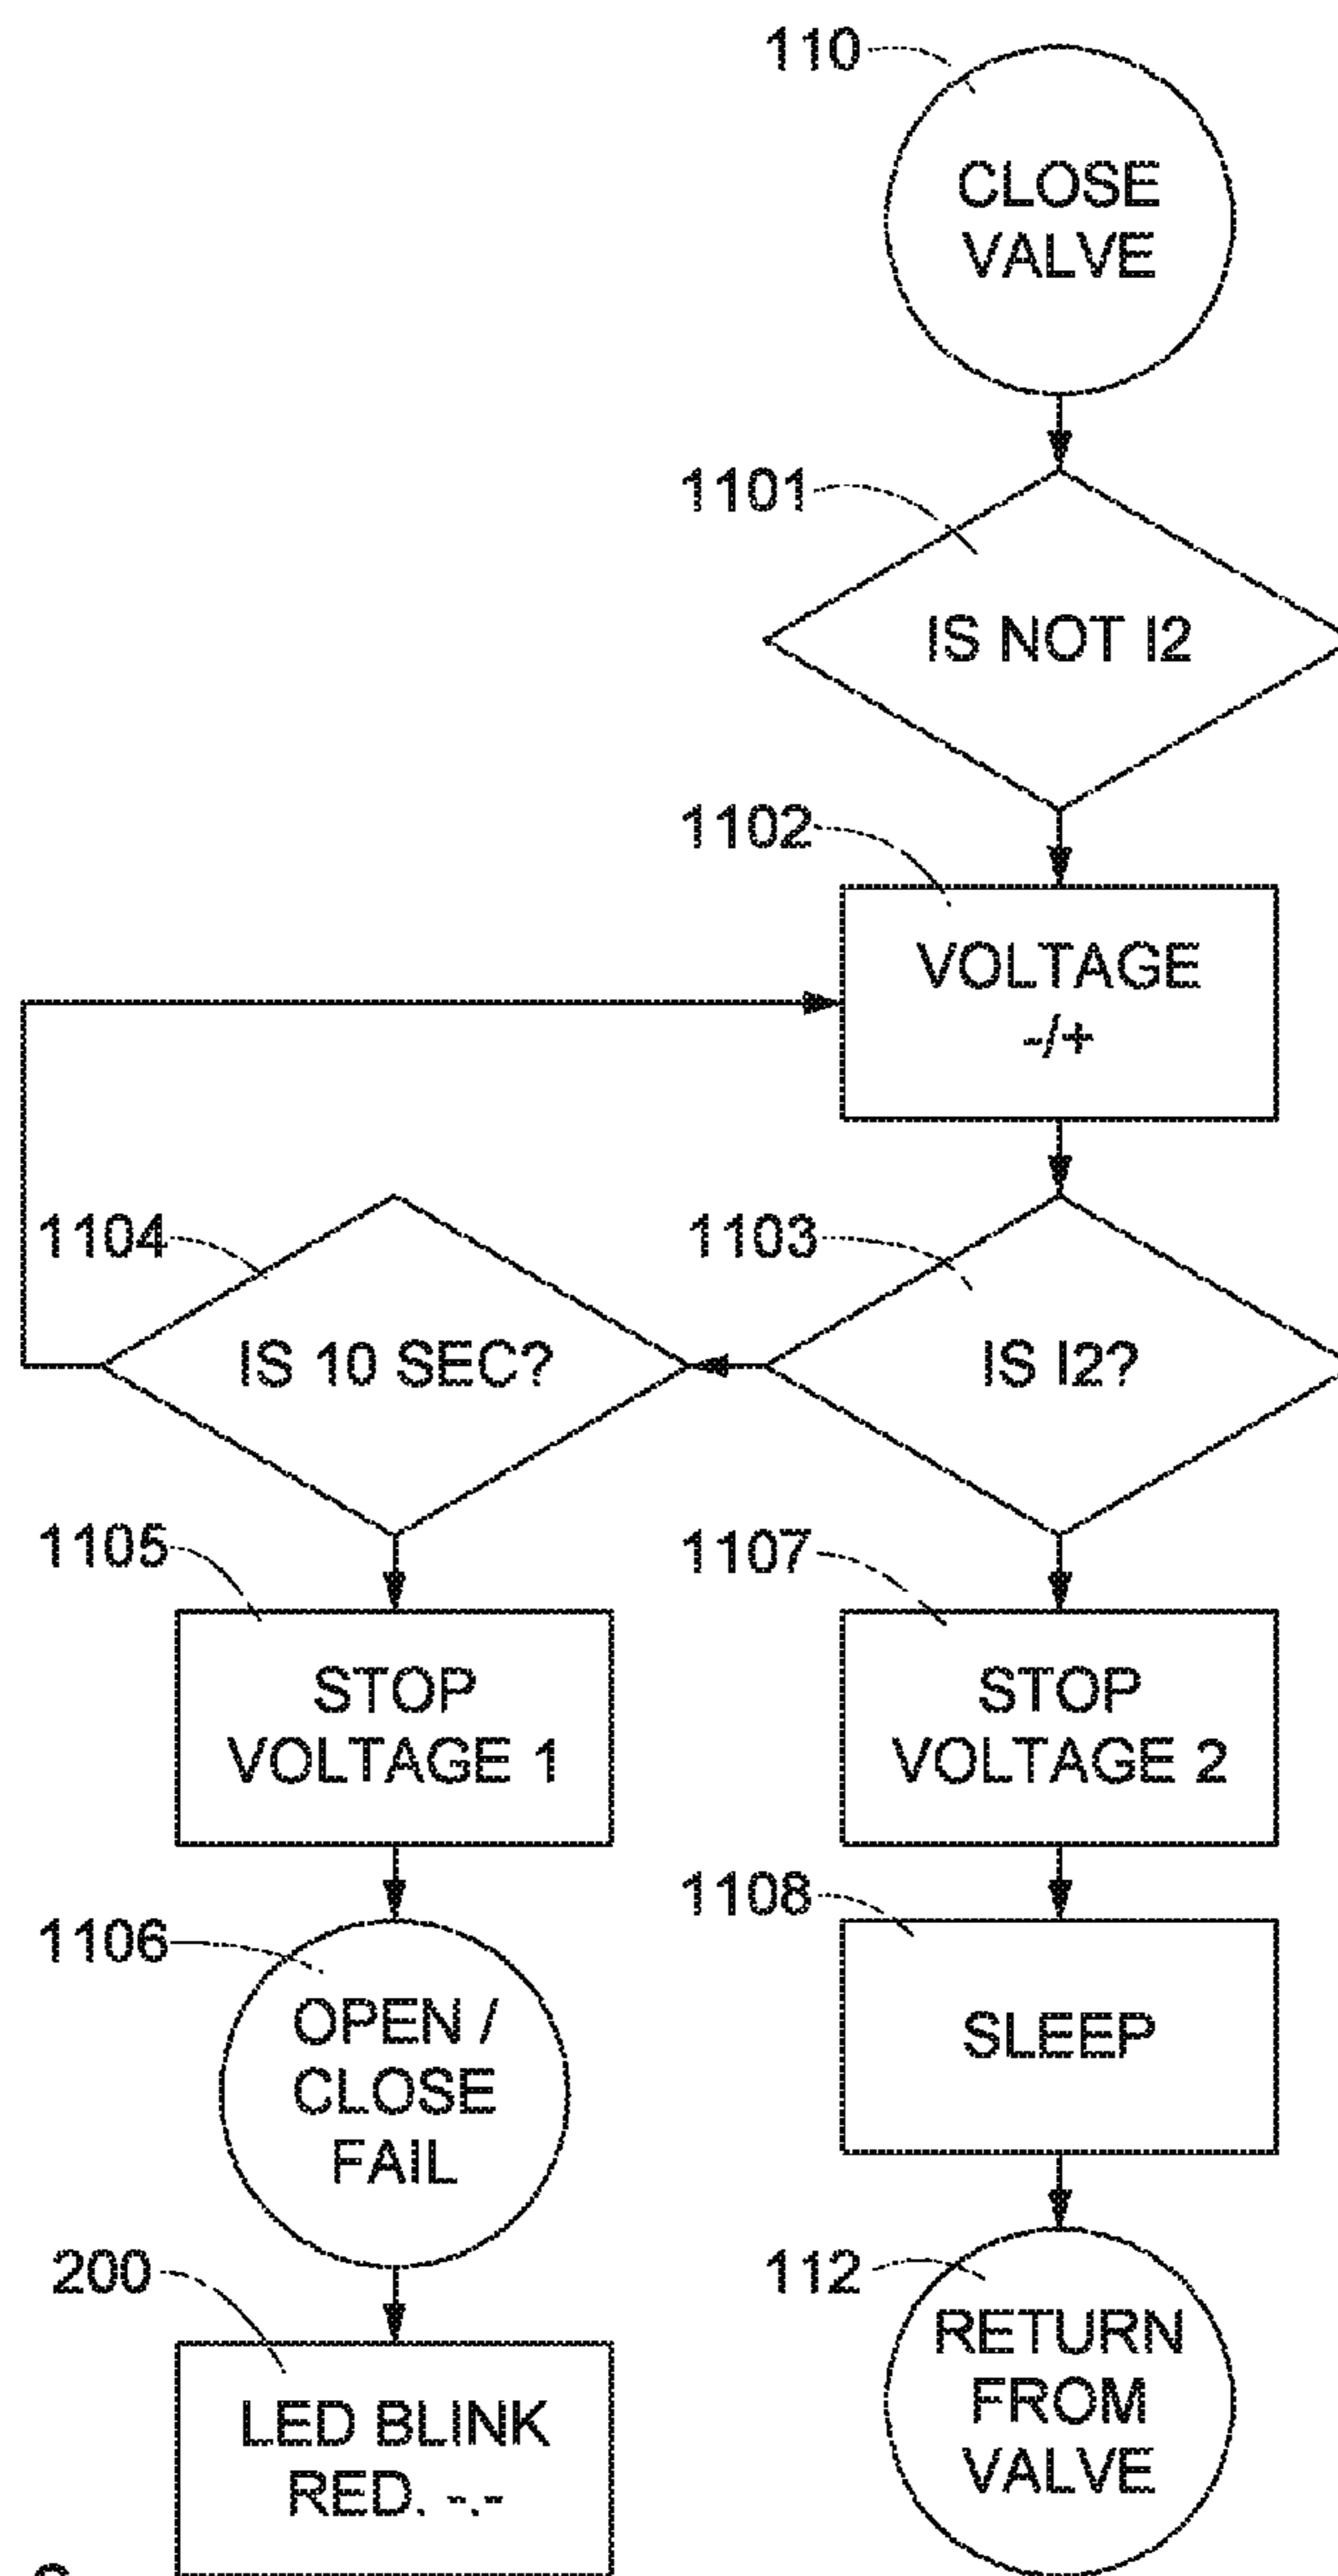 110
CLOSE
VALVE
1101
IS NOT I2
1102
VOLTAGE
-/+
1104
IS 10 SEC?
1103
IS I2?
1105
STOP
VOLTAGE 1
1107
STOP
VOLTAGE 2
1106
OPEN /
CLOSE
FAIL
1108
SLEEP
200
LED BLINK
RED. -.-
112
RETURN
FROM
VALVE